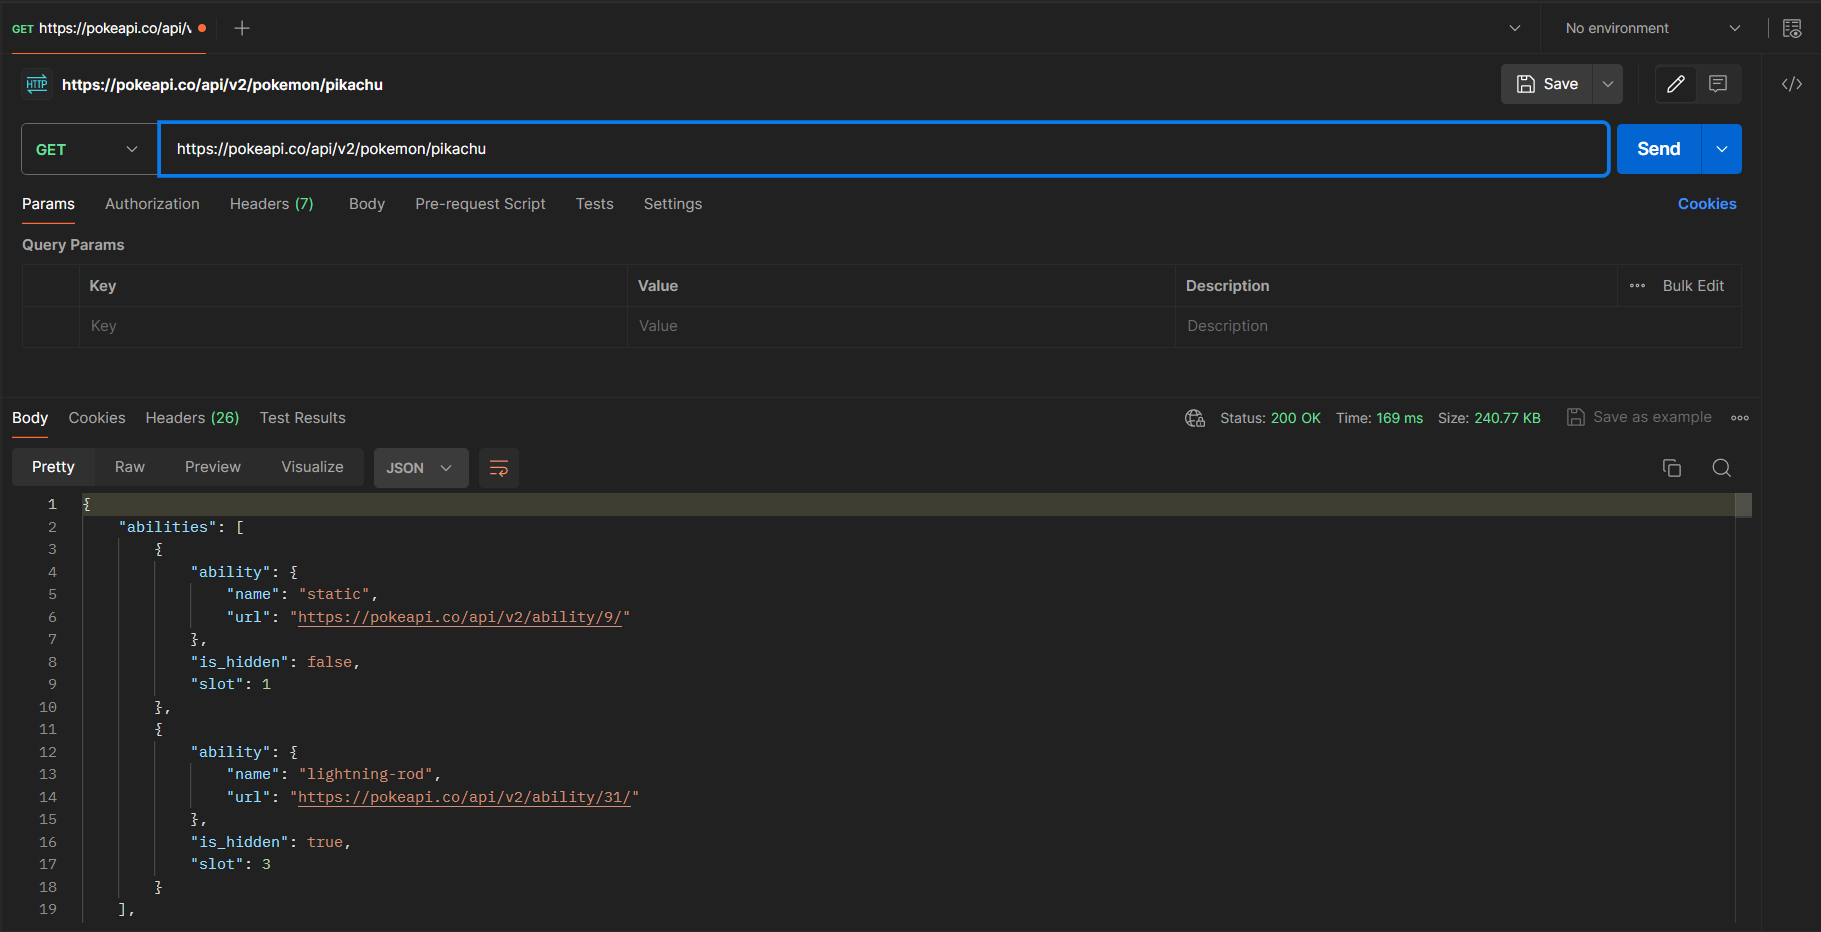 GET https://pokeapi.co/api/v
No environment
HTTP https://pokeapi.co/api/v2/pokemon/pikachu
Save
</>
GET https://pokeapi.co/api/v2/pokemon/pikachu Send
Params Authorization Headers (7) Body Pre-request Script Tests Settings Cookies
Query Params
Key Value Description Bulk Edit
Key Value Description
Body Cookies Headers (26) Test Results Status: 200 OK Time: 169 ms Size: 240.77 KB Save as example
Pretty Raw Preview Visualize JSON
1 {
2 "abilities": [
3 {
4 "ability": {
5 "name": "static",
6 "url": "https://pokeapi.co/api/v2/ability/9/"
7 },
8 "is_hidden": false,
9 "slot": 1
10 },
11 {
12 "ability": {
13 "name": "lightning-rod",
14 "url": "https://pokeapi.co/api/v2/ability/31/"
15 },
16 "is_hidden": true,
17 "slot": 3
18 }
19 ],